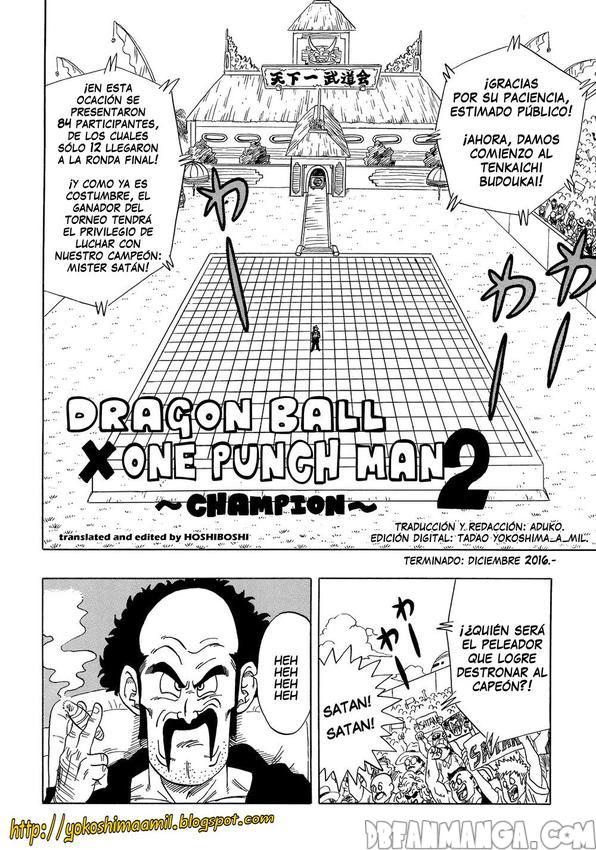 天下一武道会
¡GRACIAS
POR SU PACIENCIA,
ESTIMADO PÚBLICO!
¡AHORA, DAMOS
COMIENZO AL
TENKAICHI
BUDOUKAI!
¡EN ESTA
OCACIÓN SE
PRESENTARON
84 PARTICIPANTES,
DE LOS CUALES
SÓLO 12 LLEGARON
A LA RONDA FINAL!
¡Y COMO YA ES
COSTUMBRE, EL
GANADOR DEL
TORNEO TENDRÁ
EL PRIVILEGIO DE
LUCHAR CON
NUESTRO CAMPEÓN:
MISTER SATÁN!
わー
わー
DRAGON BALL
X ONE PUNCH MAN 2
~CHAMPION~
translated and edited by HOSHIBOSHI
TRADUCCIÓN Y REDACCIÓN: ADUKO.
EDICIÓN DIGITAL: TADAO YOKOSHIMA_A_MIL.
TERMINADO: DICIEMBRE 2016.-
HEH
HEH
HEH
HEH
わー
¡¿QUIÉN SERÁ
EL PELEADOR
QUE LOGRE
DESTRONAR AL
CAPEÓN?!
SATAN!
SATAN!
SATAN
SATAN
http://yokoshimaamil.blogspot.com
DBFANMANGA.COM